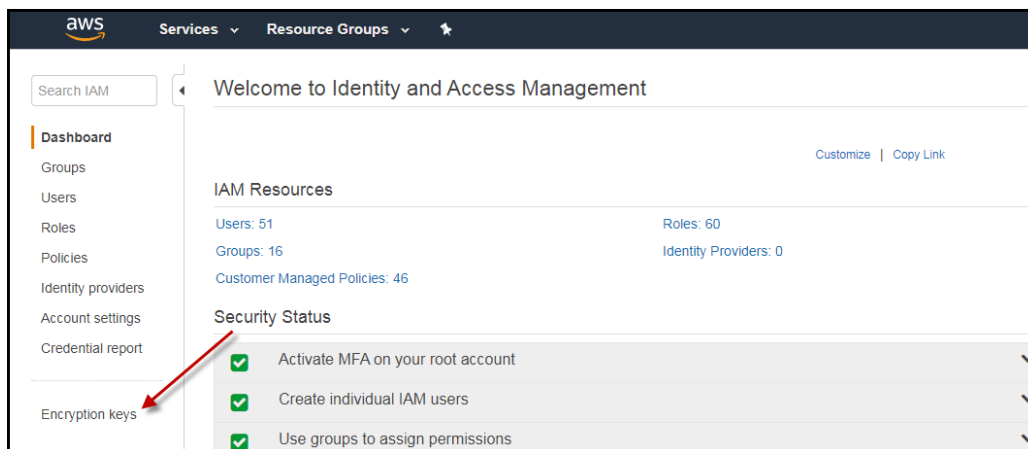 aws Services Resource Groups
Search IAM
Welcome to Identity and Access Management
Dashboard
Groups
Users
Roles
Policies
Identity providers
Account settings
Credential report
Encryption keys
Customize | Copy Link
IAM Resources
Users: 51 Roles: 60
Groups: 16 Identity Providers: 0
Customer Managed Policies: 46
Security Status
Activate MFA on your root account
Create individual IAM users
Use groups to assign permissions